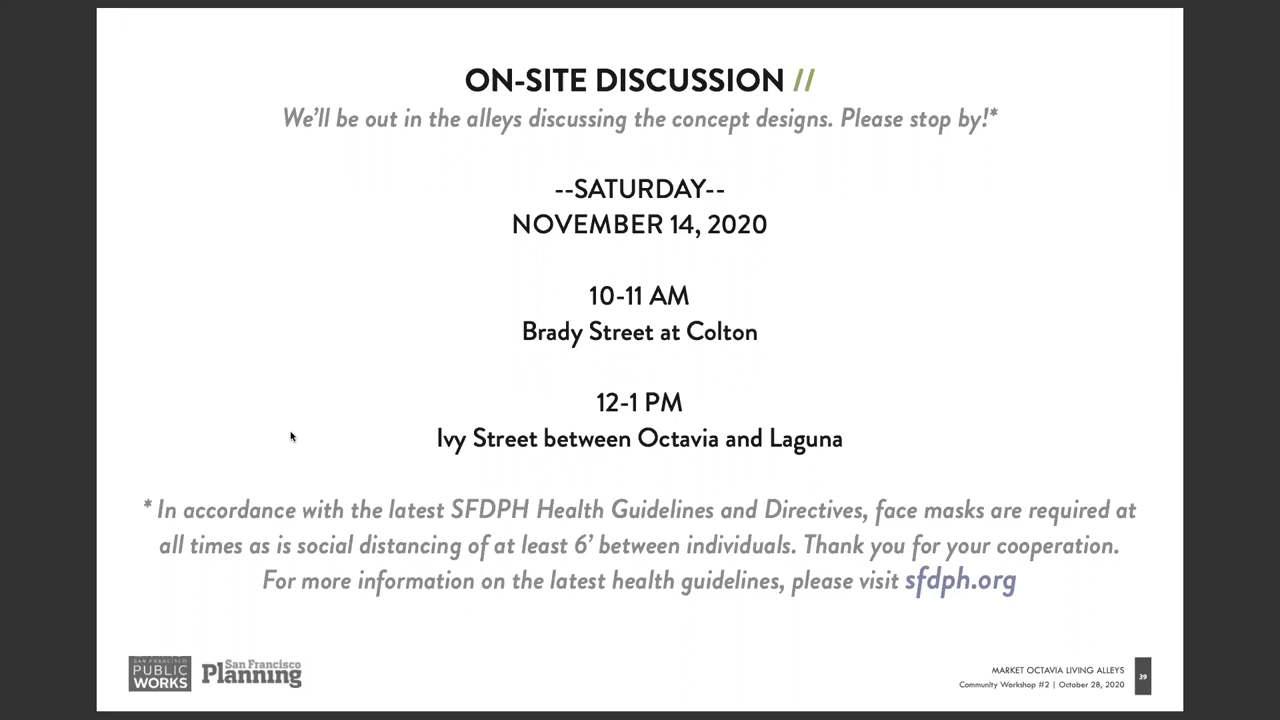 ON-SITE DISCUSSION //
We'll be out in the alleys discussing the concept designs. Please stop by!*
--SATURDAY--
NOVEMBER 14, 2020
10-11 AM
Brady Street at Colton
12-1 PM
Ivy Street between Octavia and Laguna
* In accordance with the latest SFDPH Health Guidelines and Directives, face masks are required at
all times as is social distancing of at least 6' between individuals. Thank you for your cooperation.
For more information on the latest health guidelines, please visit sfdph.org
SAN FRANCISCO
PUBLIC
WORKS
San Francisco
Planning
MARKET OCTAVIA LIVING ALLEYS
Community Workshop #2 | October 28, 2020
39